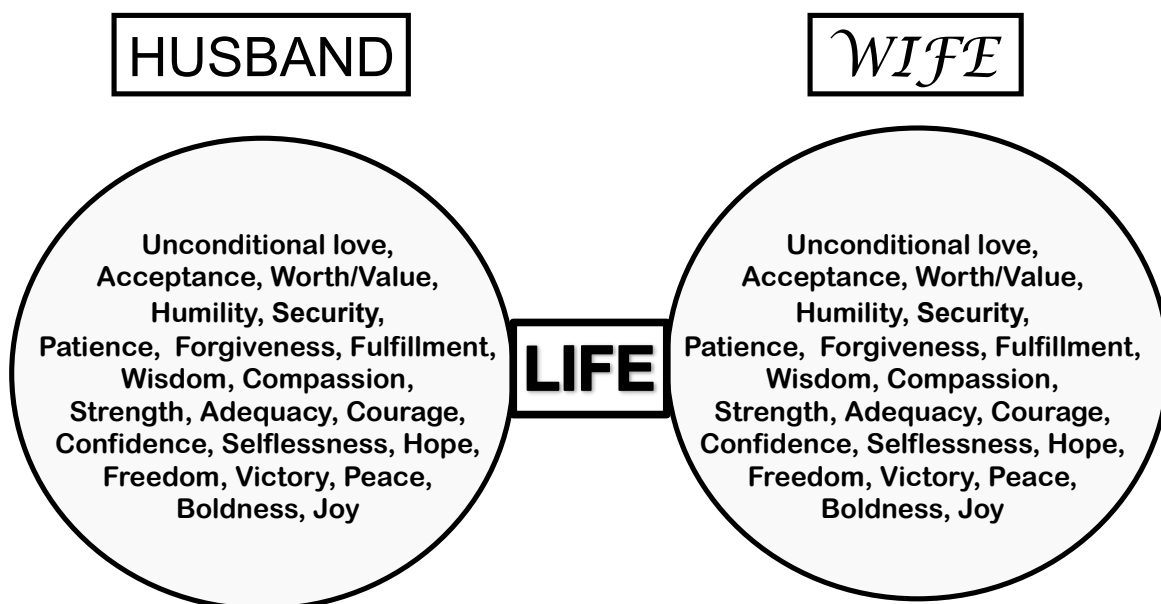 HUSBAND
WIFE
Unconditional love,
Acceptance, Worth/Value,
Humility, Security,
Patience,  Forgiveness, Fulfillment,
Wisdom, Compassion,
Strength, Adequacy, Courage,
Confidence, Selflessness, Hope,
Freedom, Victory, Peace,
Boldness, Joy
LIFE
Unconditional love,
Acceptance, Worth/Value,
Humility, Security,
Patience,  Forgiveness, Fulfillment,
Wisdom, Compassion,
Strength, Adequacy, Courage,
Confidence, Selflessness, Hope,
Freedom, Victory, Peace,
Boldness, Joy